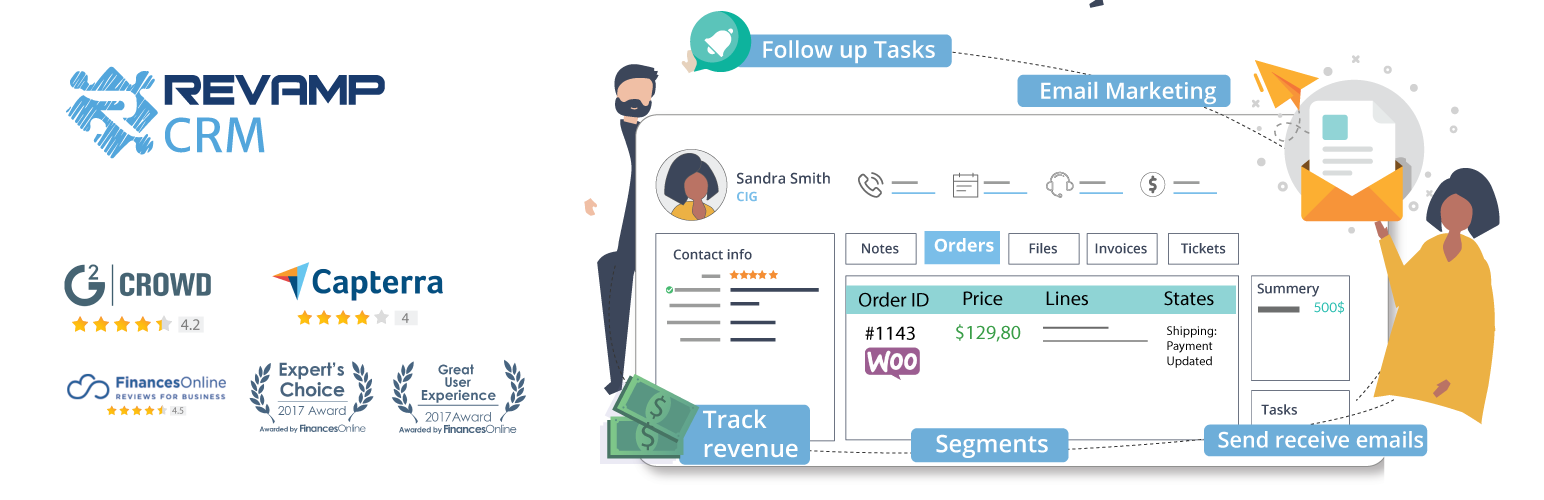 REVAMP
CRM
G2 CROWD
4.2
Capterra
4
FinancesOnline
REVIEWS FOR BUSINESS
4.5
Expert's
Choice
2017 Award
Awarded by FinancesOnline
Great
User
Experience
2017 Award
Awarded by FinancesOnline
Follow up Tasks
Email Marketing
Sandra Smith
CIG
$
Contact info
Notes
Orders
Files
Invoices
Tickets
Order ID
Price
Lines
States
#1143
$129,80
Shipping:
Payment
Updated
WOO
Summery
500$
Tasks
$
$
Track
revenue
Segments
Send receive emails